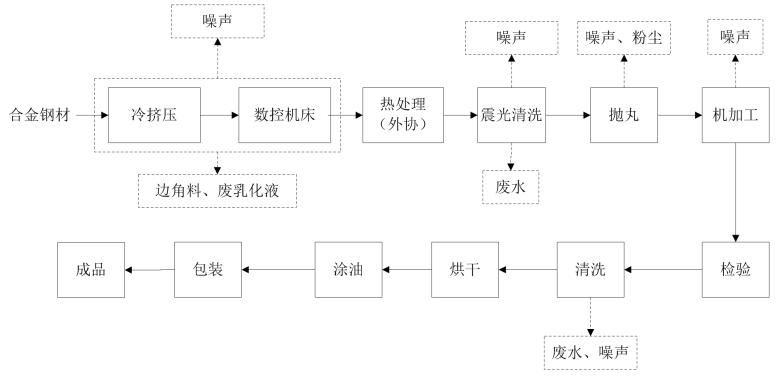 噪声
噪声
噪声、粉尘
噪声
合金钢材
冷挤压
数控机床
热处理
（外协）
震光清洗
抛丸
机加工
边角料、废乳化液
废水
成品
包装
涂油
烘干
清洗
检验
废水、噪声